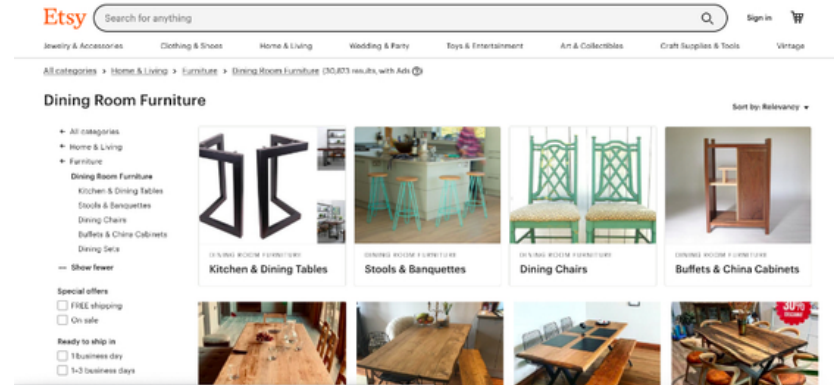 Etsy
Search for anything
Sign in
Jewelry & Accessories Clothing & Shoes Home & Living Wedding & Party Toys & Entertainment Art & Collectibles Craft Supplies & Tools Vintage
All categories > Home & Living > Furniture > Dining Room Furniture (30,873 results, with Ads ?)
Dining Room Furniture
Sort by: Relevancy
← All categories
← Home & Living
← Furniture
Dining Room Furniture
Kitchen & Dining Tables
Stools & Banquettes
Dining Chairs
Buffets & China Cabinets
Dining Sets
— Show fewer
Special offers
FREE shipping
On sale
Ready to ship in
1 business day
1-3 business days
DINING ROOM FURNITURE
Kitchen & Dining Tables
DINING ROOM FURNITURE
Stools & Banquettes
DINING ROOM FURNITURE
Dining Chairs
DINING ROOM FURNITURE
Buffets & China Cabinets
30%